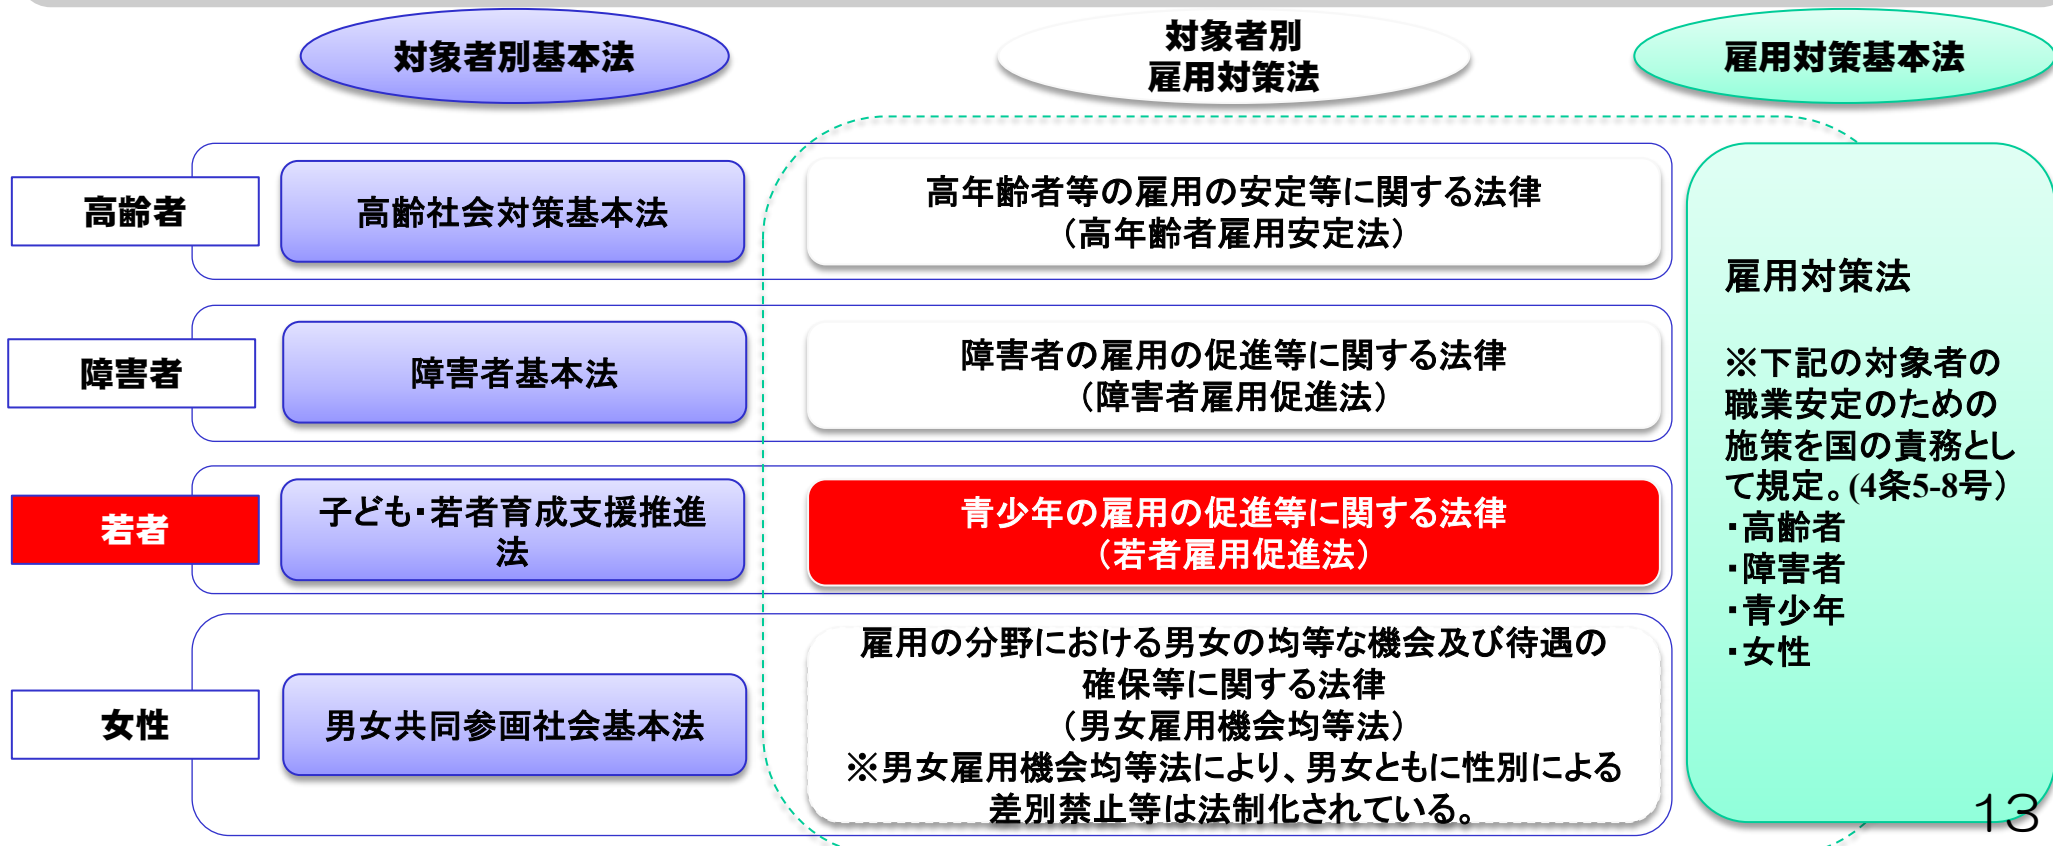 対象者別基本法
対象者別
雇用対策法
雇用対策基本法
高齢者
高齢社会対策基本法
高年齢者等の雇用の安定等に関する法律
（高年齢者雇用安定法）
障害者
障害者基本法
障害者の雇用の促進等に関する法律
（障害者雇用促進法）
若者
子ども・若者育成支援推進
法
青少年の雇用の促進等に関する法律
（若者雇用促進法）
女性
男女共同参画社会基本法
雇用の分野における男女の均等な機会及び待遇の
確保等に関する法律
（男女雇用機会均等法）
※男女雇用機会均等法により、男女ともに性別による
差別禁止等は法制化されている。
雇用対策法
※下記の対象者の
職業安定のための
施策を国の責務とし
て規定。(4条5-8号）
・高齢者
・障害者
・青少年
・女性
13